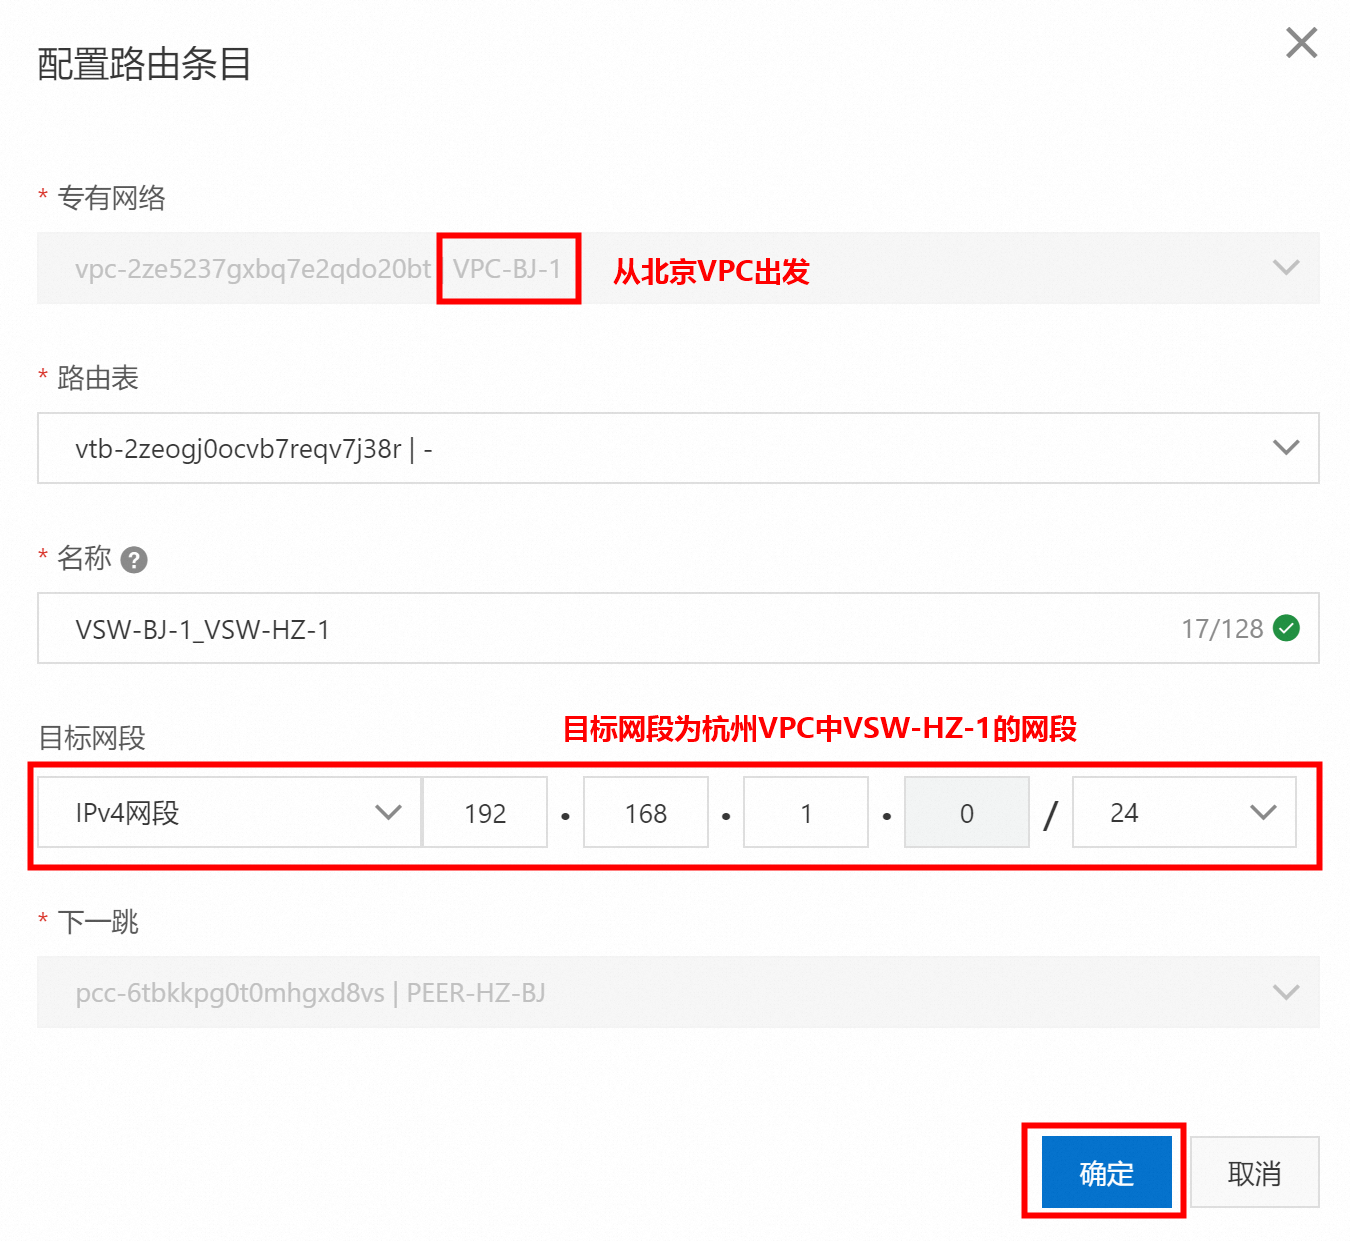 配置路由条目
* 专有网络
vpc-2ze5237gxbq7e2qdo20bt VPC-BJ-1 从北京VPC出发
* 路由表
vtb-2zeogj0ocvb7reqv7j38r | -
* 名称 ?
VSW-BJ-1_VSW-HZ-1 17/128
目标网段 目标网段为杭州VPC中VSW-HZ-1的网段
IPv4网段 192 . 168 . 1 . 0 / 24
* 下一跳
pcc-6tbkkpg0t0mhgxd8vs | PEER-HZ-BJ
确定 取消